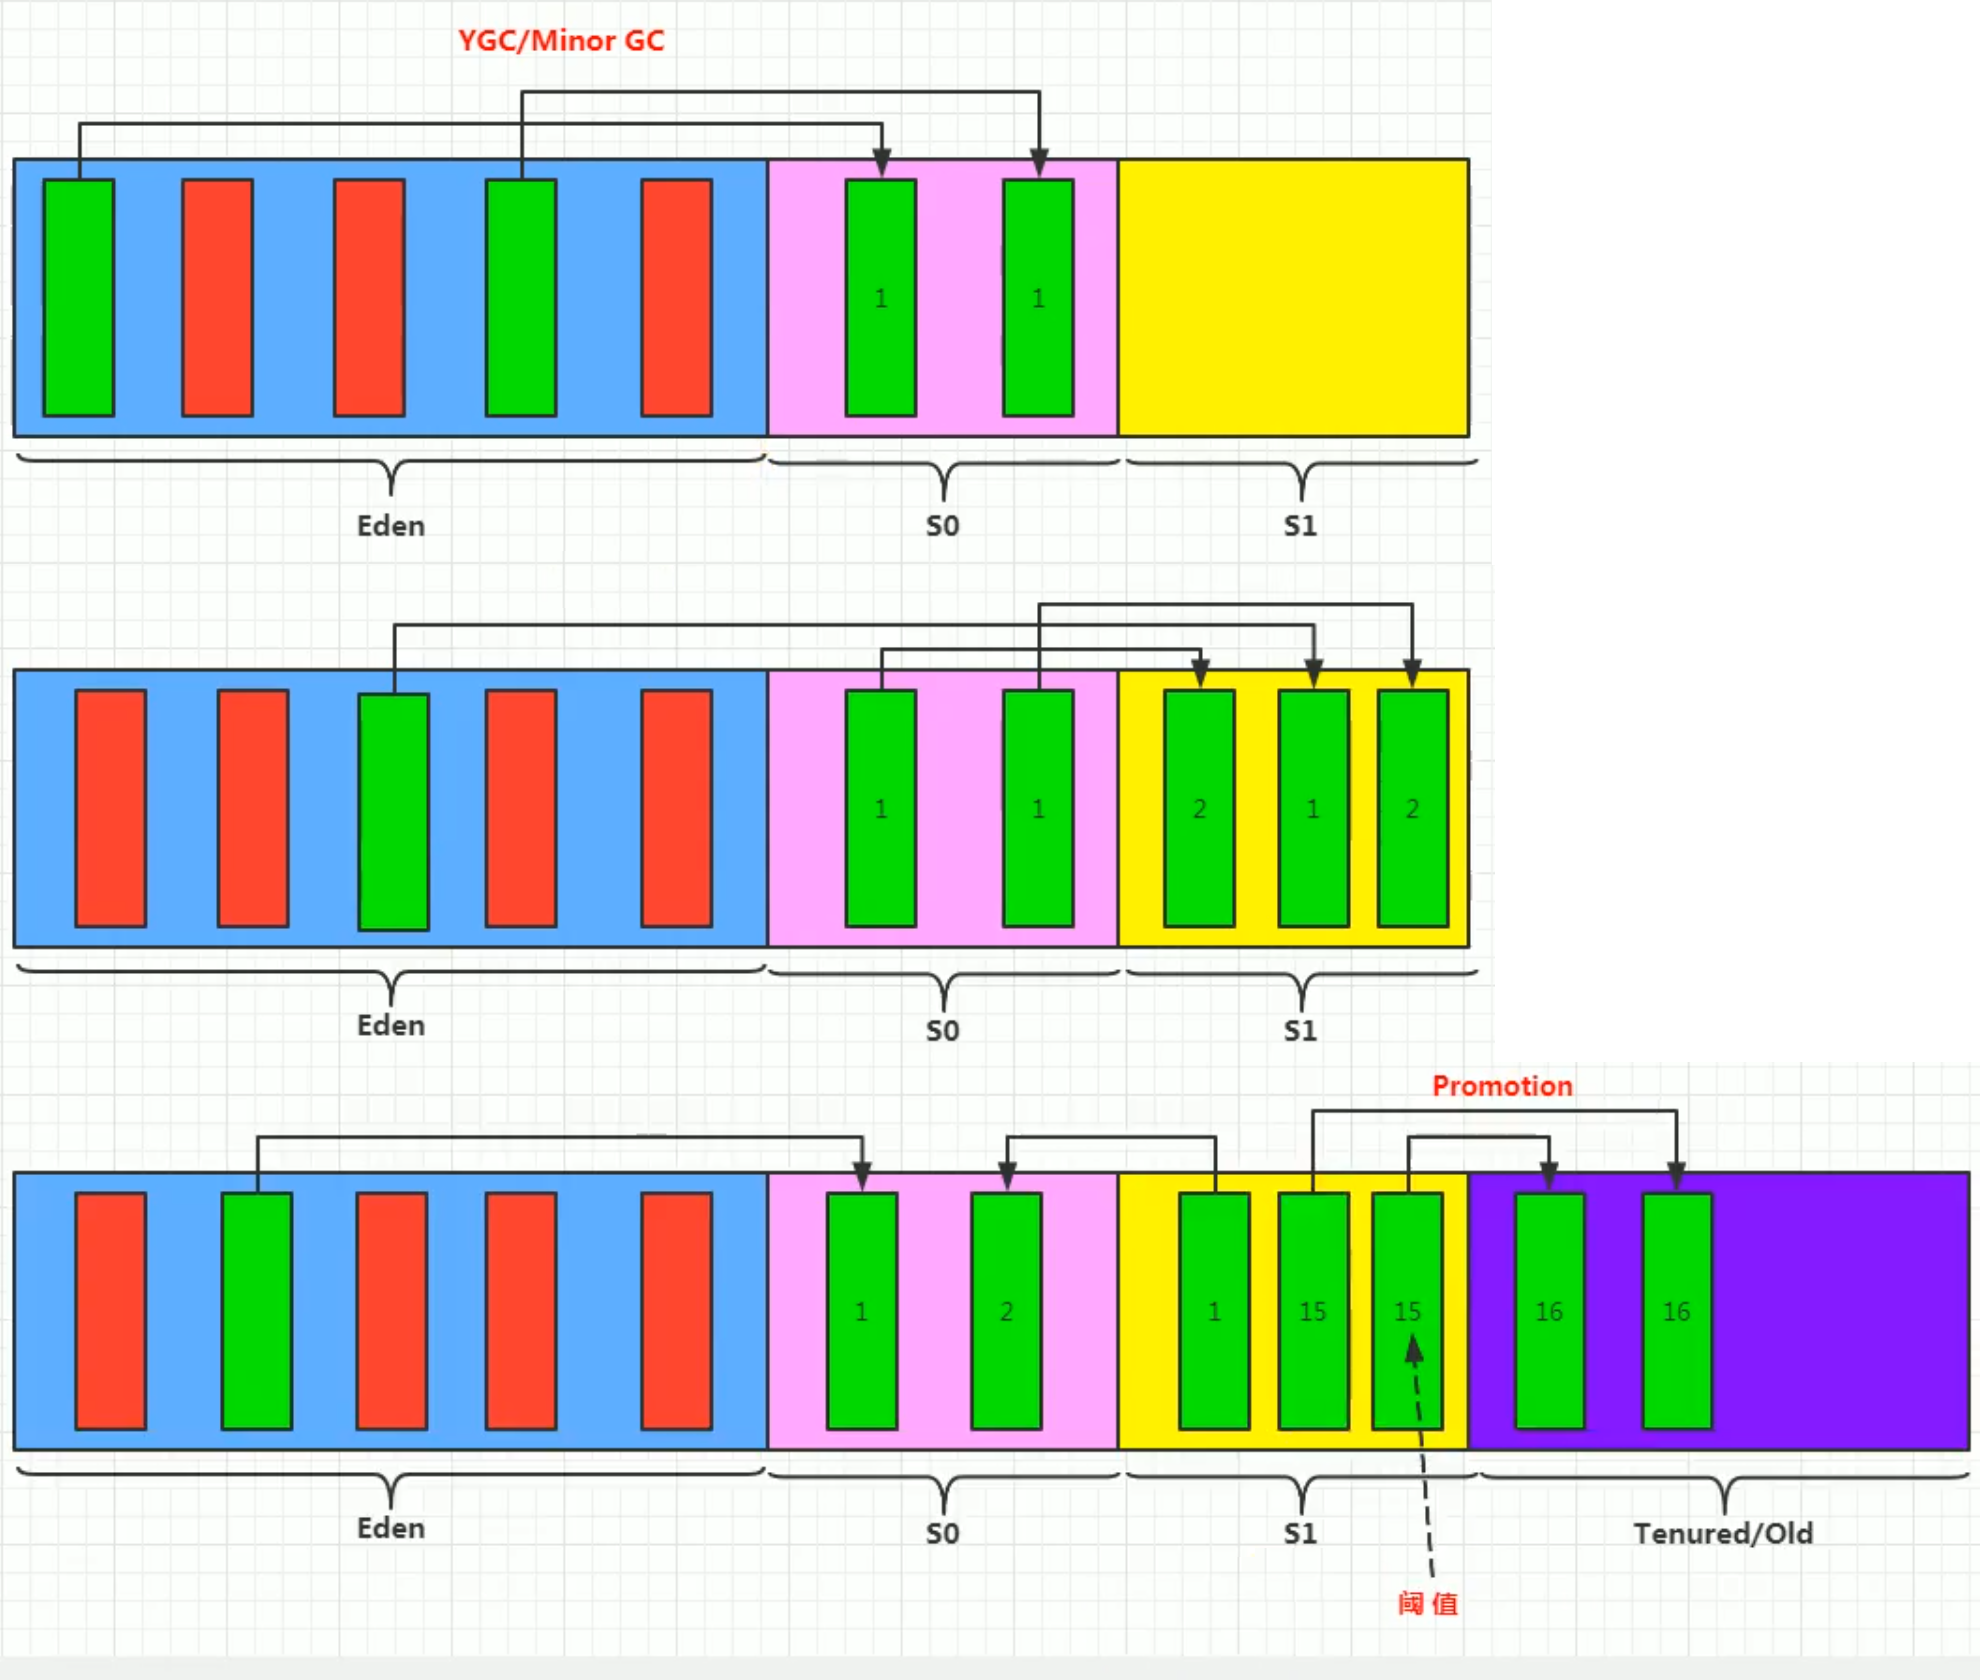 YGC/Minor GC
1
1
Eden
S0
S1
1
1
2
1
2
Eden
S0
S1
Promotion
1
2
1
15
15
16
16
Eden
S0
S1
Tenured/Old
阈值